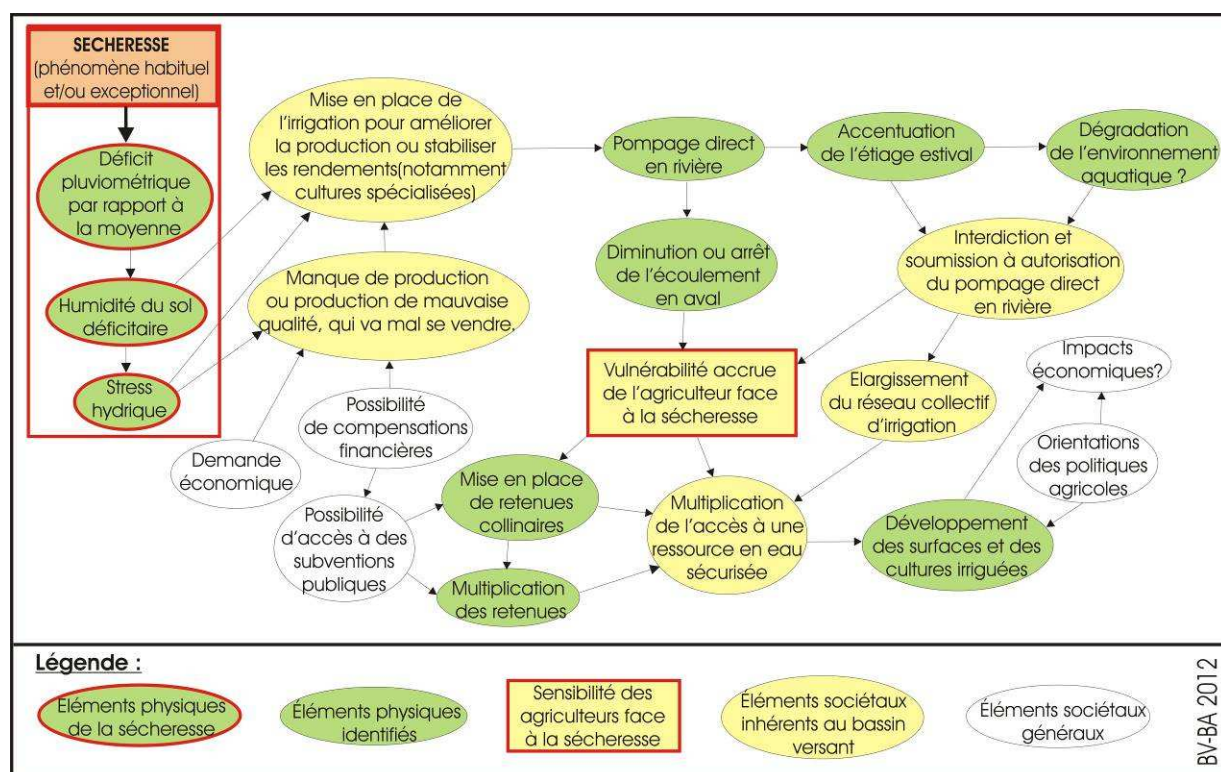 SECHERESSE
(phénomène habituel
et/ou exceptionnel)
Déficit
pluviométrique
par rapport à
la moyenne
Humidité du sol
déficitaire
Stress
hydrique
Mise en place de
l'irrigation pour améliorer
la production ou stabiliser
les rendements(notamment
cultures spécialisées)
Manque de production
ou production de mauvaise
qualité, qui va mal se vendre.
Demande
économique
Possibilité
de compensations
financières
Possibilité
d'accès à des
subventions
publiques
Pompage direct
en rivière
Diminution ou arrêt
de l'écoulement
en aval
Vulnérabilité accrue
de l'agriculteur face
à la sécheresse
Mise en place
de retenues
collinaires
Multiplication
des retenues
Accentuation
de l'étiage estival
Dégradation
de l'environnement
aquatique ?
Interdiction et
soumission à autorisation
du pompage direct
en rivière
Elargissement
du réseau collectif
d'irrigation
Multiplication
de l'accès à une
ressource en eau
sécurisée
Impacts
économiques?
Orientations
des politiques
agricoles
Développement
des surfaces et des
cultures irriguées
Légende :
Éléments physiques
de la sécheresse
Éléments physiques
identifiés
Sensibilité des
agriculteurs face
à la sécheresse
Éléments sociétaux
inhérents au bassin
versant
Éléments sociétaux
généraux
BV-BA 2012